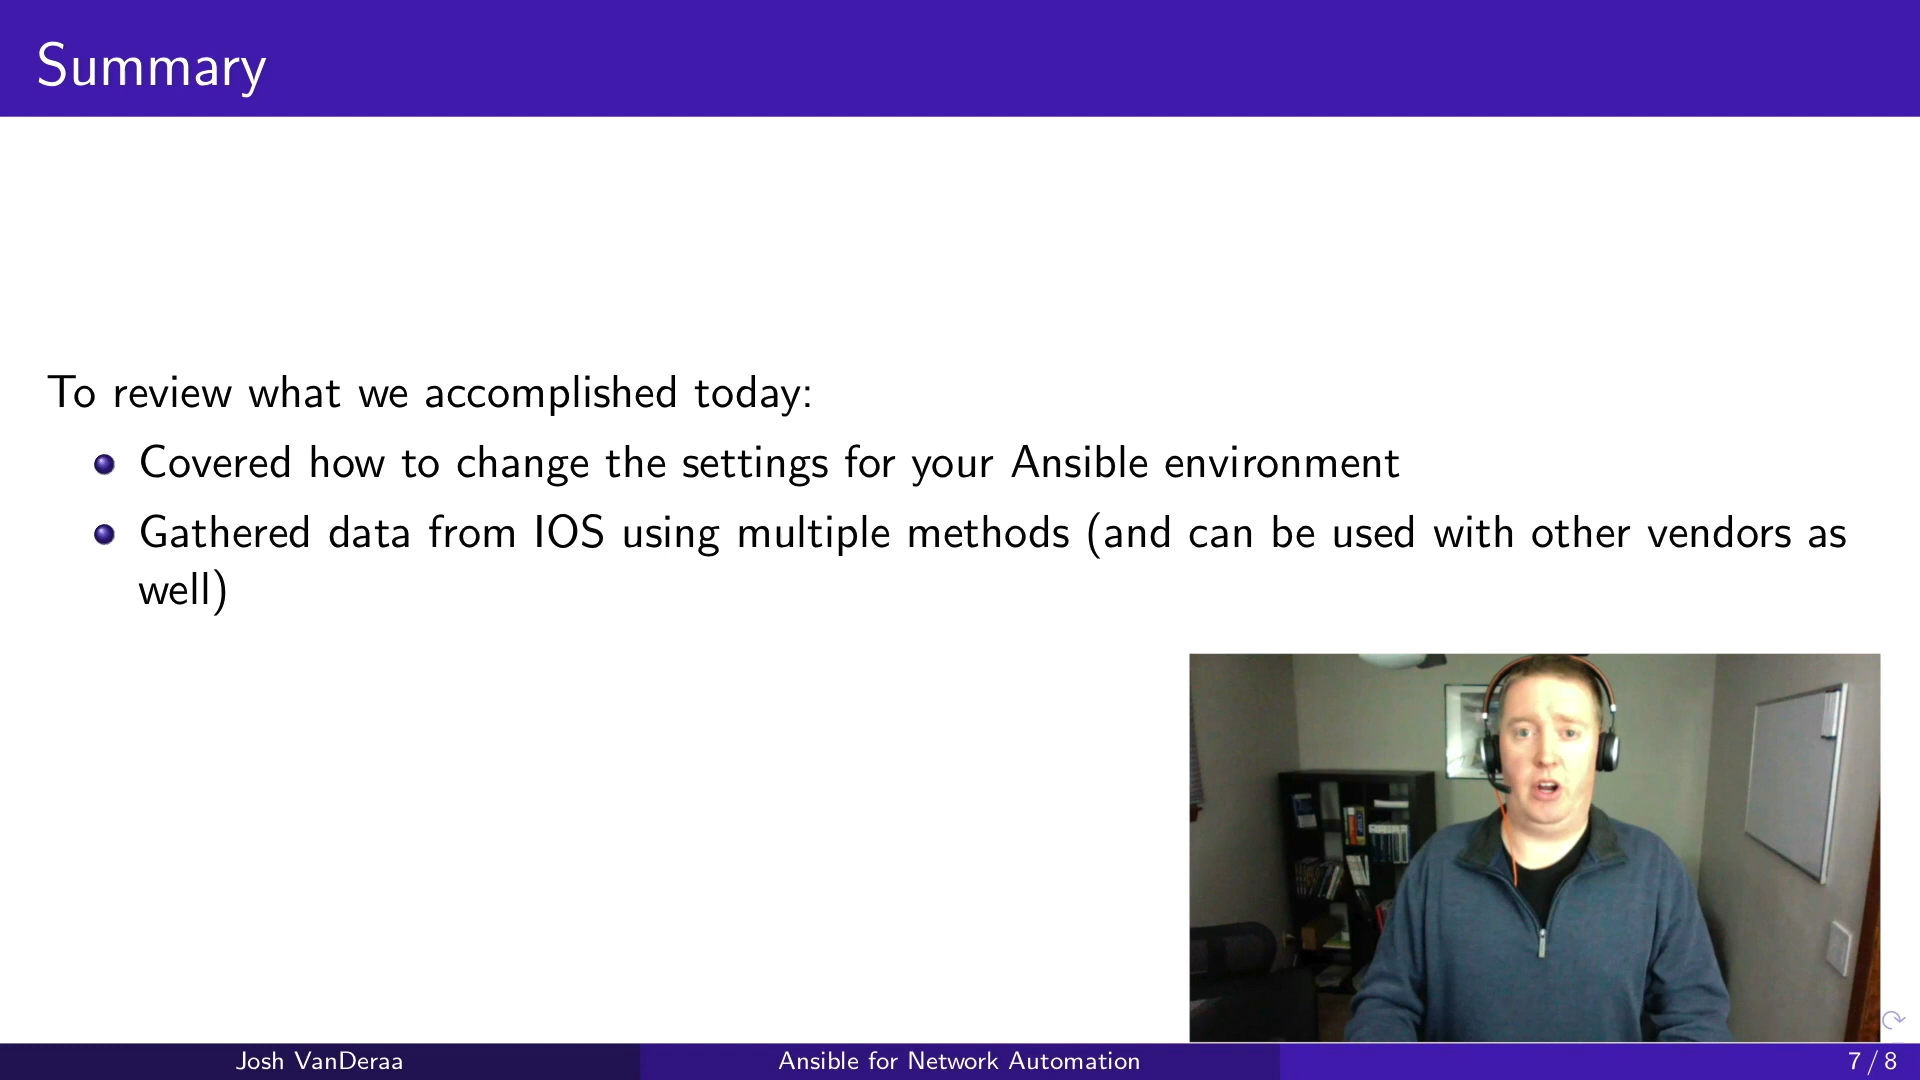 Summary
To review what we accomplished today:
Covered how to change the settings for your Ansible environment
Gathered data from IOS using multiple methods (and can be used with other vendors as
well)
Josh VanDeraa
Ansible for Network Automation
7 / 8